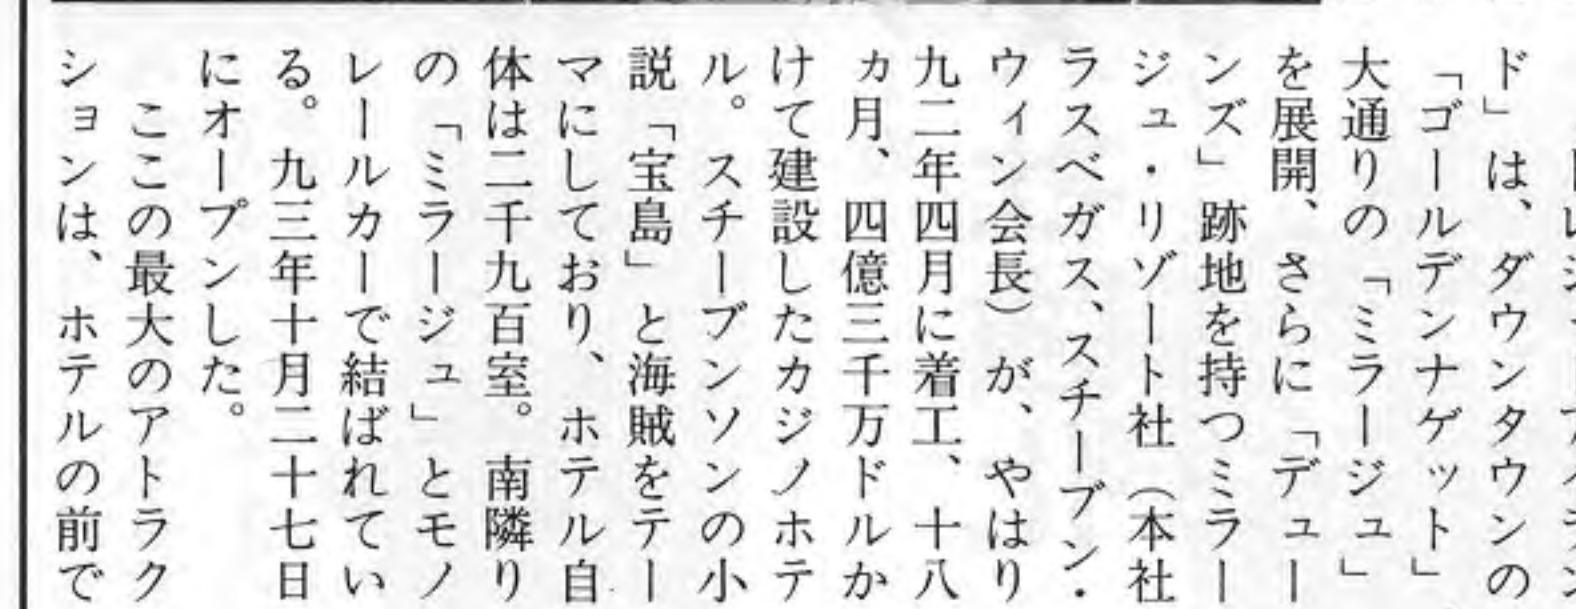 ド」は、ダウンタウンの
「ゴールデンナゲット」
大通りの「ミラージュ」
を展開、さらに「デュー
ンズ」跡地を持つミラー
ジュ・リゾート社（本社
ラスベガス、スチーブン・
ウィン会長）が、やはり
九二年四月に着工、十八
カ月、四億三千万ドルか
けて建設したカジノホテ
ル。スチーブンソンの小
説「宝島」と海賊をテー
マにしており、ホテル自
体は二千九百室。南隣り
の「ミラージュ」とモノ
レールカーで結ばれてい
る。九三年十月二十七日
にオープンした。
ここの最大のアトラク
ションは、ホテルの前で